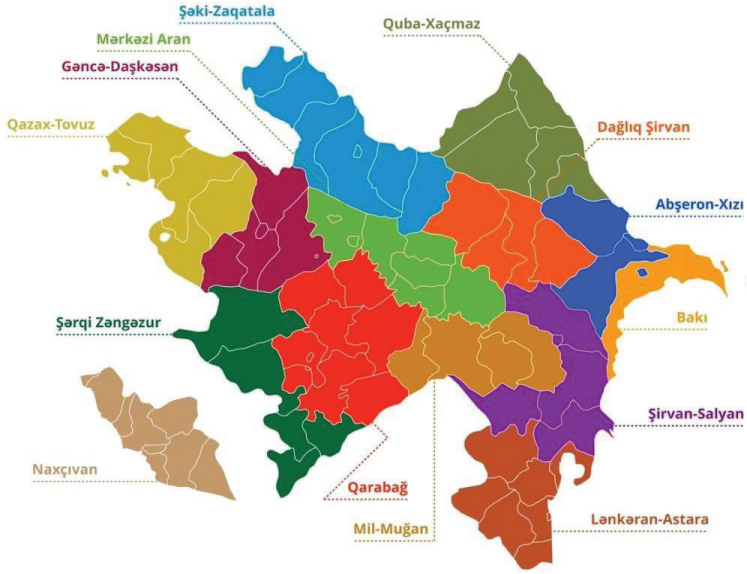 Şəki-Zaqatala
Quba-Xaçmaz
Mərkəzi Aran
Gəncə-Daşkəsən
Qazax-Tovuz
Dağlıq Şirvan
Abşeron-Xızı
Şərqi Zəngəzur
Bakı
Şirvan-Salyan
Naxçıvan
Qarabağ
Lənkəran-Astara
Mil-Muğan